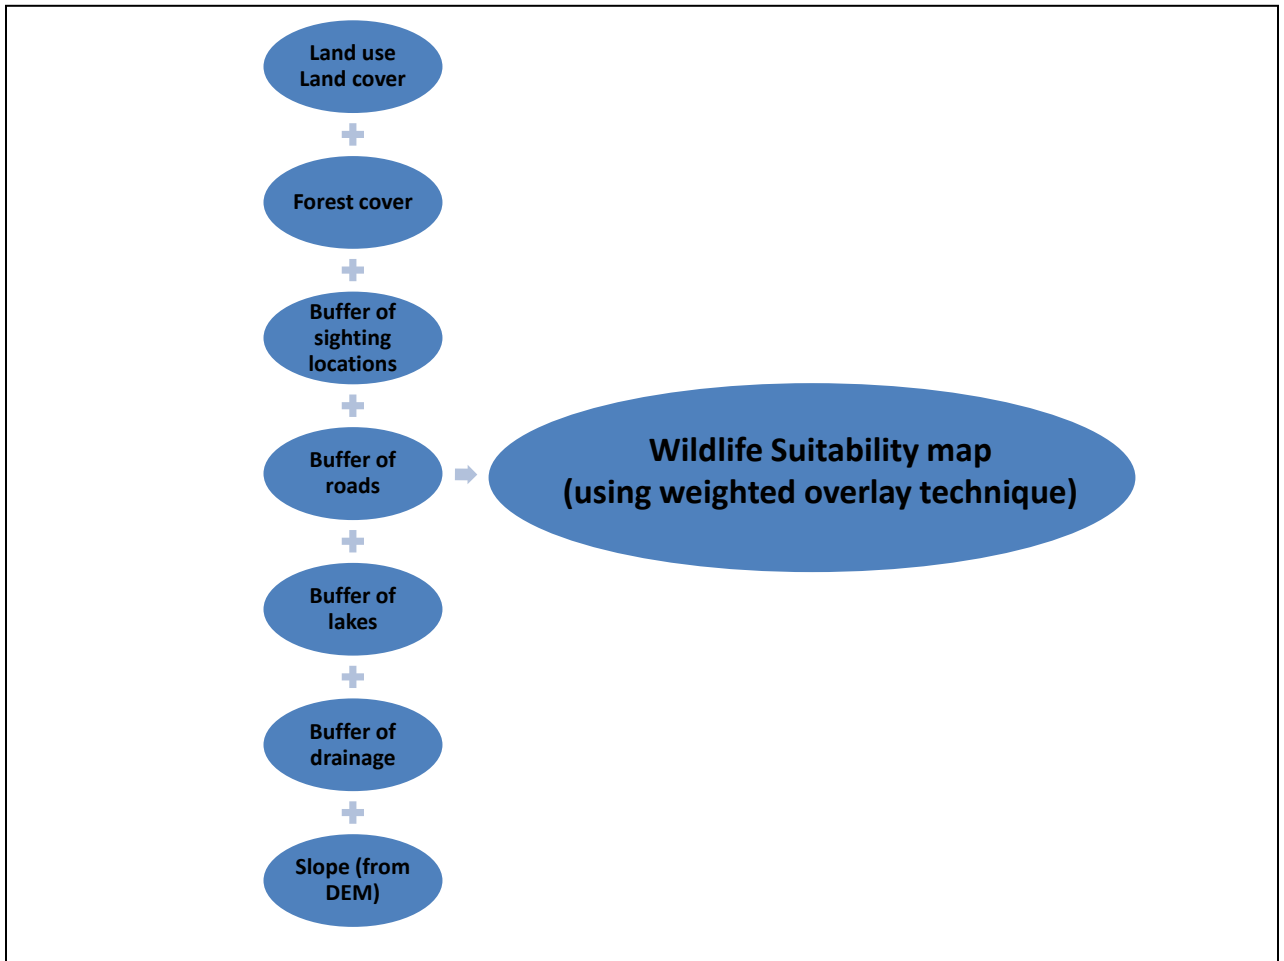 Land use
Land cover
Forest cover
Buffer of
sighting
locations
Buffer of
roads
Wildlife Suitability map
(using weighted overlay technique)
Buffer of
lakes
Buffer of
drainage
Slope (from
DEM)